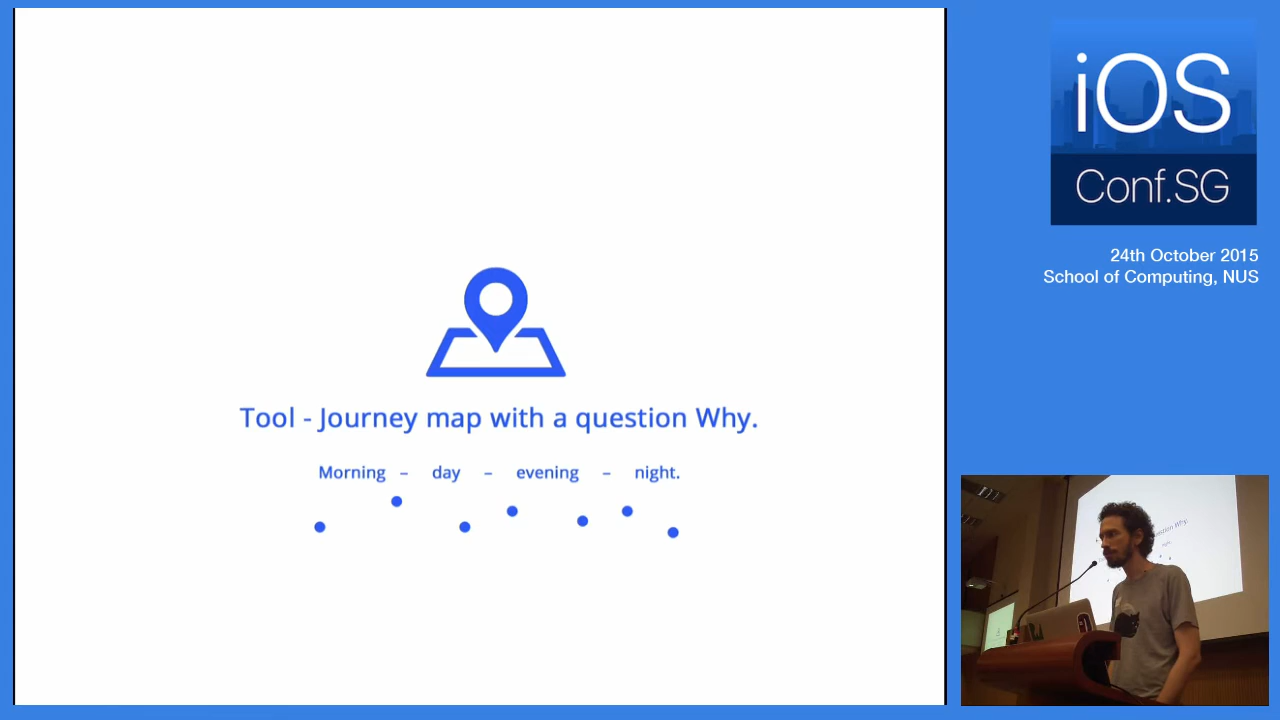 Tool - Journey map with a question Why.
Morning – day – evening – night.
iOS
Conf.SG
24th October 2015
School of Computing, NUS